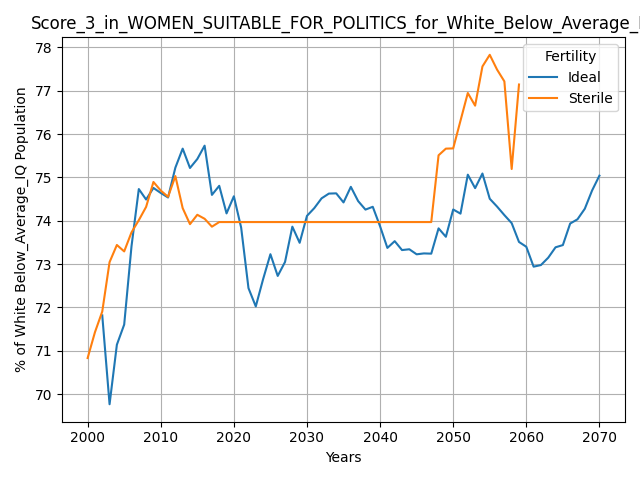 Score_3_in_WOMEN_SUITABLE_FOR_POLITICS_for_White_Below_Average_I
Fertility
Ideal
Sterile
% of White Below_Average_IQ Population
78
77
76
75
74
73
72
71
70
2000
2010
2020
2030
2040
2050
2060
2070
Years